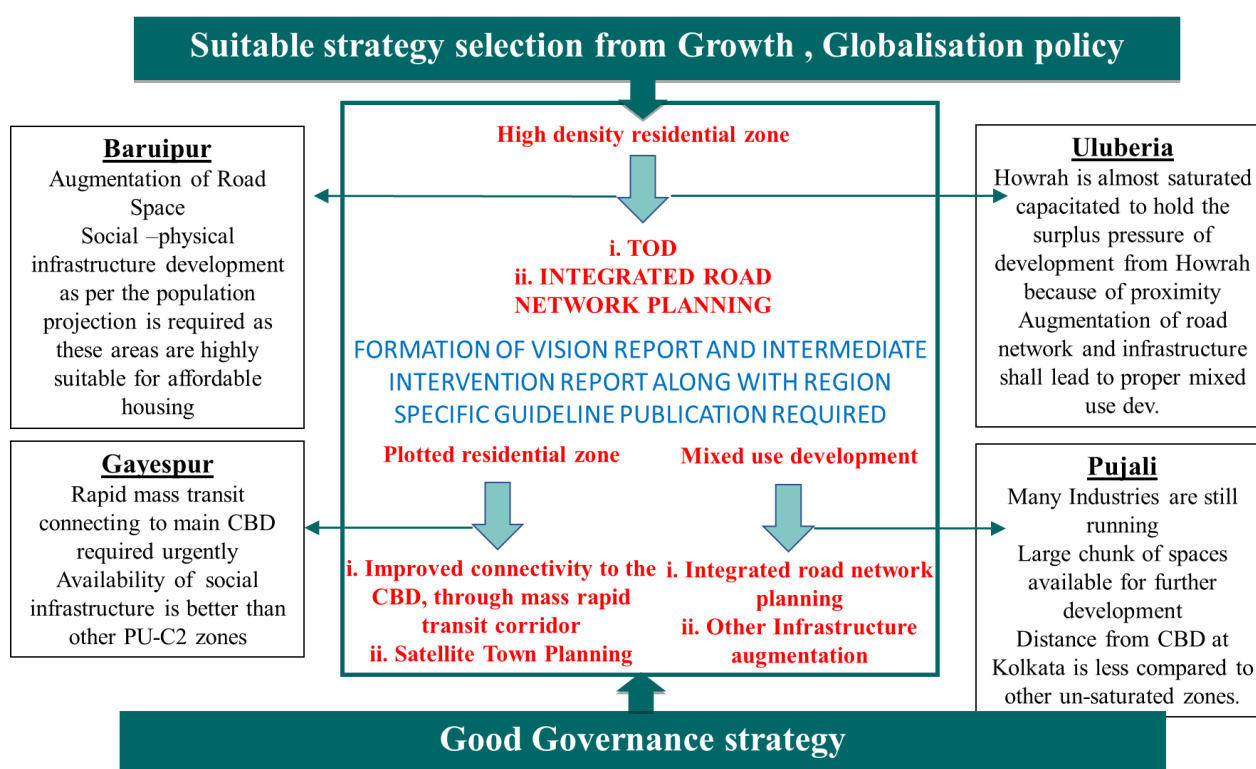 Suitable strategy selection from Growth , Globalisation policy
High density residential zone
i. TOD
ii. INTEGRATED ROAD
NETWORK PLANNING
FORMATION OF VISION REPORT AND INTERMEDIATE
INTERVENTION REPORT ALONG WITH REGION
SPECIFIC GUIDELINE PUBLICATION REQUIRED
Plotted residential zone
i. Improved connectivity to the
CBD, through mass rapid
transit corridor
ii. Satellite Town Planning
Mixed use development
i. Integrated road network
planning
ii. Other Infrastructure
augmentation
Baruipur
Augmentation of Road
Space
Social –physical
infrastructure development
as per the population
projection is required as
these areas are highly
suitable for affordable
housing
Gayespur
Rapid mass transit
connecting to main CBD
required urgently
Availability of social
infrastructure is better than
other PU-C2 zones
Uluberia
Howrah is almost saturated
capacitated to hold the
surplus pressure of
development from Howrah
because of proximity
Augmentation of road
network and infrastructure
shall lead to proper mixed
use dev.
Pujali
Many Industries are still
running
Large chunk of spaces
available for further
development
Distance from CBD at
Kolkata is less compared to
other un-saturated zones.
Good Governance strategy